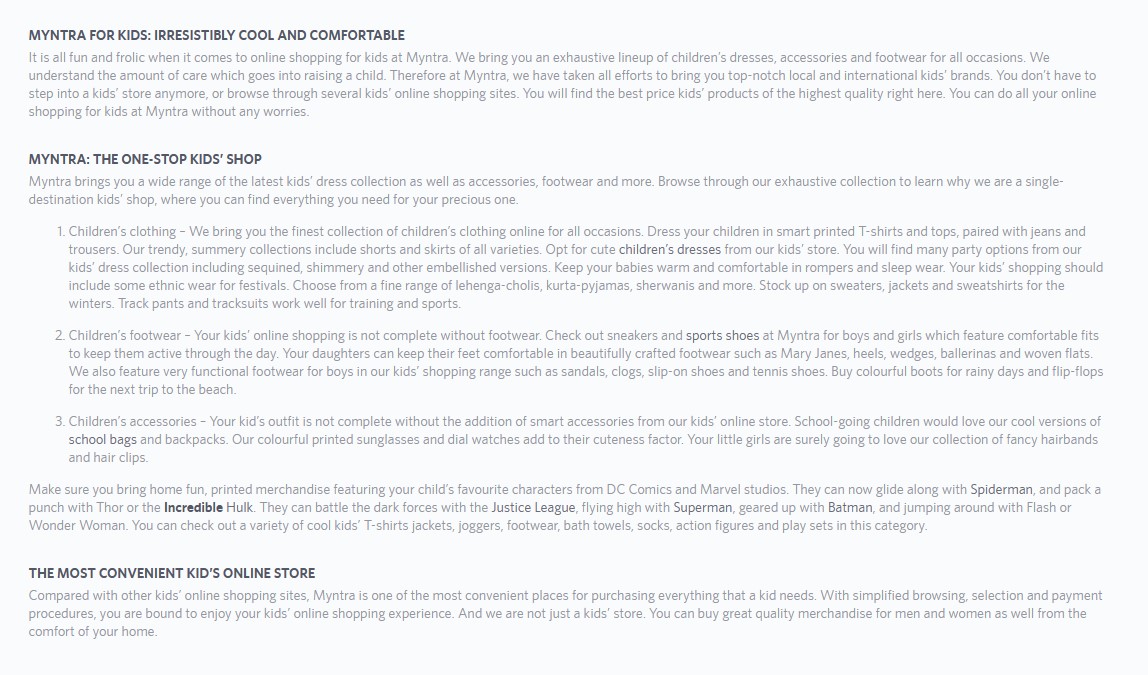 MYNTRA FOR KIDS: IRRESISTIBLY COOL AND COMFORTABLE
It is all fun and frolic when it comes to online shopping for kids at Myntra. We bring you an exhaustive lineup of children’s dresses, accessories and footwear for all occasions. We
understand the amount of care which goes into raising a child. Therefore at Myntra, we have taken all efforts to bring you top-notch local and international kids’ brands. You don’t have to
step into a kids’ store anymore, or browse through several kids’ online shopping sites. You will find the best price kids’ products of the highest quality right here. You can do all your online
shopping for kids at Myntra without any worries.
MYNTRA: THE ONE-STOP KIDS’ SHOP
Myntra brings you a wide range of the latest kids’ dress collection as well as accessories, footwear and more. Browse through our exhaustive collection to learn why we are a single-
destination kids’ shop, where you can find everything you need for your precious one.
1. Children’s clothing – We bring you the finest collection of children’s clothing online for all occasions. Dress your children in smart printed T-shirts and tops, paired with jeans and
trousers. Our trendy, summery collections include shorts and skirts of all varieties. Opt for cute children’s dresses from our kids’ store. You will find many party options from our
kids’ dress collection including sequined, shimmery and other embellished versions. Keep your babies warm and comfortable in rompers and sleep wear. Your kids’ shopping should
include some ethnic wear for festivals. Choose from a fine range of lehenga-cholis, kurta-pyjamas, sherwanis and more. Stock up on sweaters, jackets and sweatshirts for the
winters. Track pants and tracksuits work well for training and sports.
2. Children’s footwear – Your kids’ online shopping is not complete without footwear. Check out sneakers and sports shoes at Myntra for boys and girls which feature comfortable fits
to keep them active through the day. Your daughters can keep their feet comfortable in beautifully crafted footwear such as Mary Janes, heels, wedges, ballerinas and woven flats.
We also feature very functional footwear for boys in our kids’ shopping range such as sandals, clogs, slip-on shoes and tennis shoes. Buy colourful boots for rainy days and flip-flops
for the next trip to the beach.
3. Children’s accessories – Your kid’s outfit is not complete without the addition of smart accessories from our kids’ online store. School-going children would love our cool versions of
school bags and backpacks. Our colourful printed sunglasses and dial watches add to their cuteness factor. Your little girls are surely going to love our collection of fancy hairbands
and hair clips.
Make sure you bring home fun, printed merchandise featuring your child’s favourite characters from DC Comics and Marvel studios. They can now glide along with Spiderman, and pack a
punch with Thor or the Incredible Hulk. They can battle the dark forces with the Justice League, flying high with Superman, geared up with Batman, and jumping around with Flash or
Wonder Woman. You can check out a variety of cool kids’ T-shirts jackets, joggers, footwear, bath towels, socks, action figures and play sets in this category.
THE MOST CONVENIENT KID’S ONLINE STORE
Compared with other kids’ online shopping sites, Myntra is one of the most convenient places for purchasing everything that a kid needs. With simplified browsing, selection and payment
procedures, you are bound to enjoy your kids’ online shopping experience. And we are not just a kids’ store. You can buy great quality merchandise for men and women as well from the
comfort of your home.